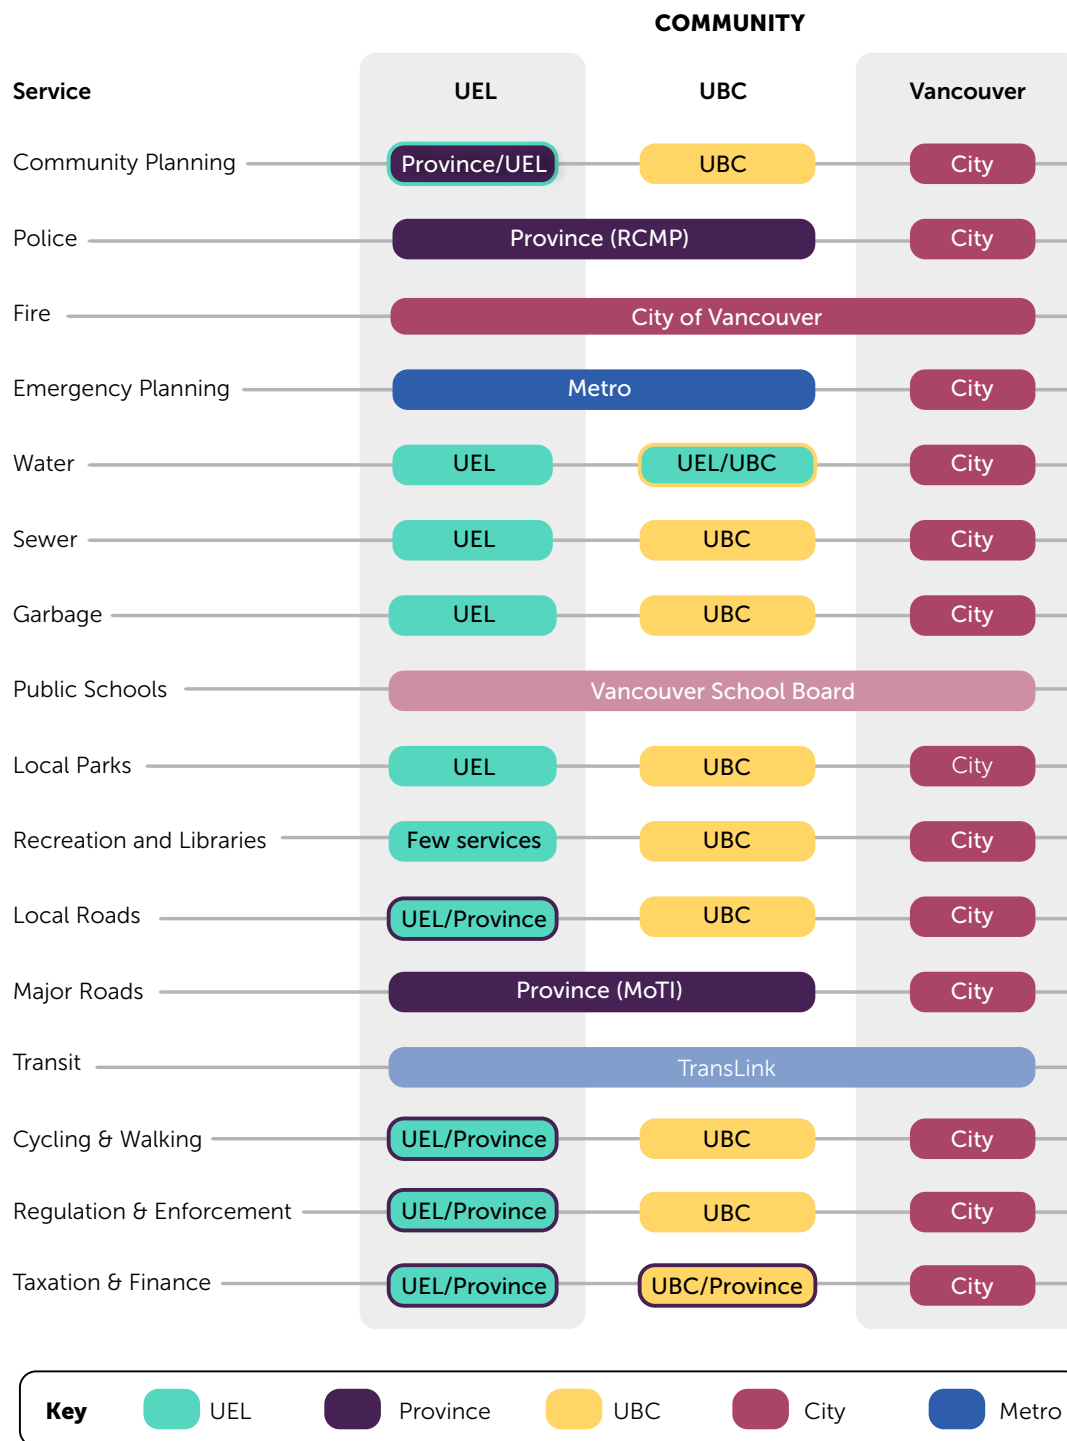 COMMUNITY
Service UEL UBC Vancouver
Community Planning Province/UEL UBC City
Police Province (RCMP) City
Fire City of Vancouver
Emergency Planning Metro City
Water UEL UEL/UBC City
Sewer UEL UBC City
Garbage UEL UBC City
Public Schools Vancouver School Board
Local Parks UEL UBC City
Recreation and Libraries Few services UBC City
Local Roads UEL/Province UBC City
Major Roads Province (MoTI) City
Transit TransLink
Cycling & Walking UEL/Province UBC City
Regulation & Enforcement UEL/Province UBC City
Taxation & Finance UEL/Province UBC/Province City
Key UEL Province UBC City Metro